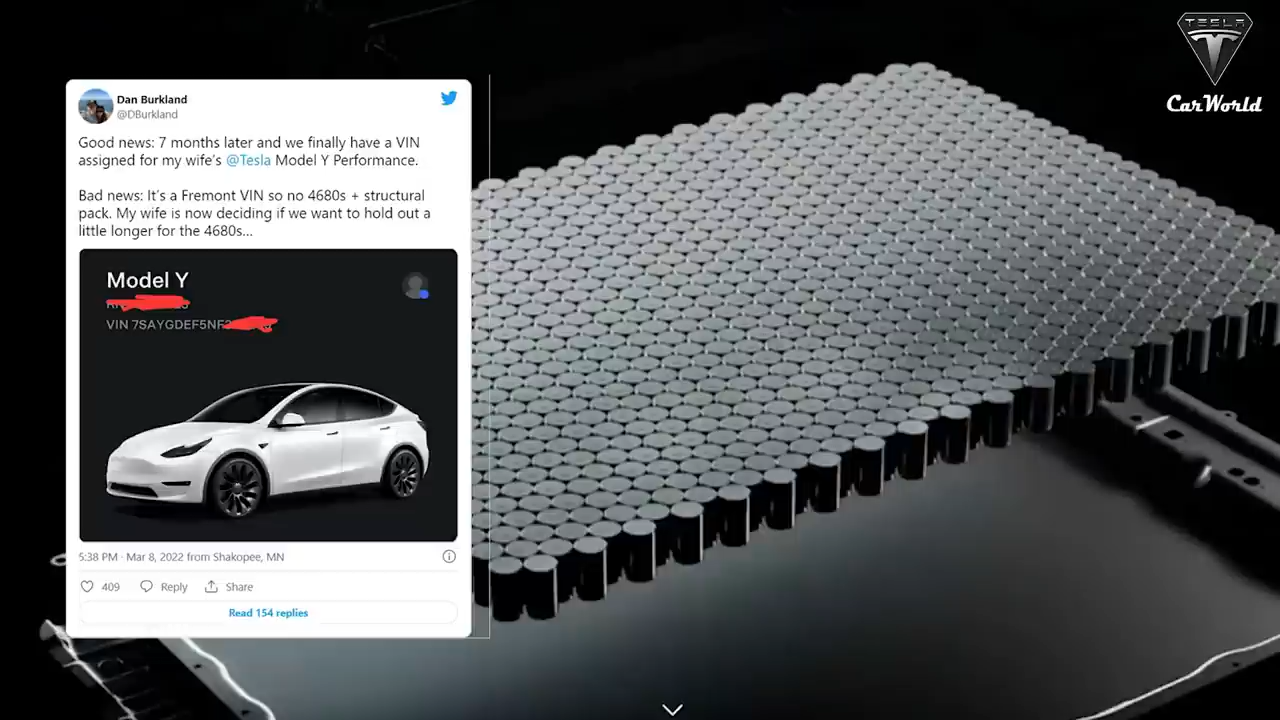 TESLA
CarWorld
Dan Burkland
@DBurkland
Good news: 7 months later and we finally have a VIN
assigned for my wife's @Tesla Model Y Performance.
Bad news: It's a Fremont VIN so no 4680s + structural
pack. My wife is now deciding if we want to hold out a
little longer for the 4680s...
Model Y
VIN 7SAYGDEF5NF
5:38 PM · Mar 8, 2022 from Shakopee, MN
409 Reply Share
Read 154 replies